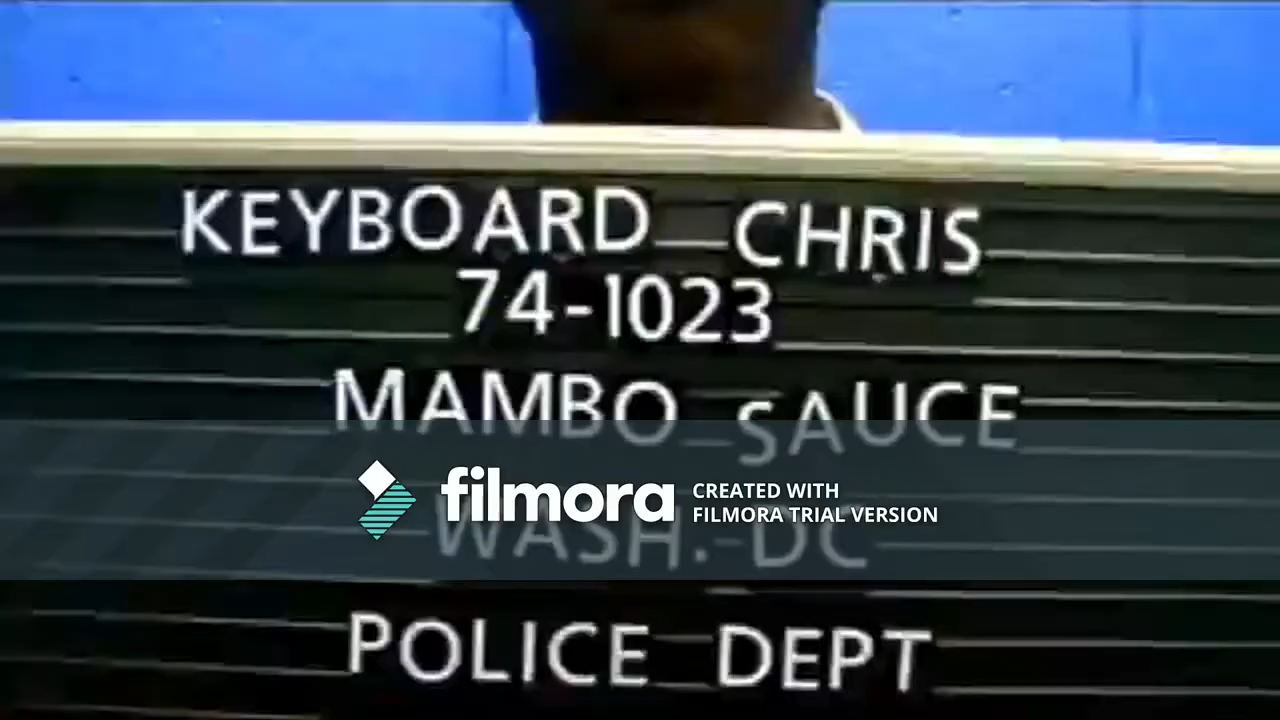 KEYBOARD CHRIS
74-1023
MAMBO SAUCE
filmora
CREATED WITH
FILMORA TRIAL VERSION
WASH. DC
POLICE DEPT